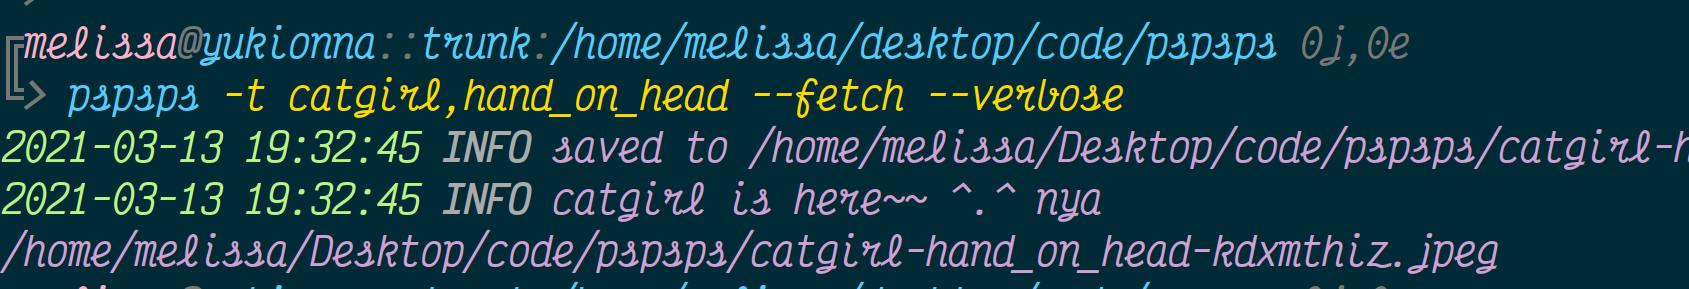 melissa@yukionna::trunk:/home/melissa/desktop/code/pspsps 0j,0e
> pspsps -t catgirl,hand_on_head --fetch --verbose
2021-03-13 19:32:45 INFO saved to /home/melissa/Desktop/code/pspsps/catgirl-h
2021-03-13 19:32:45 INFO catgirl is here~~ ^.^ nya
/home/melissa/Desktop/code/pspsps/catgirl-hand_on_head-kdxmthiz.jpeg